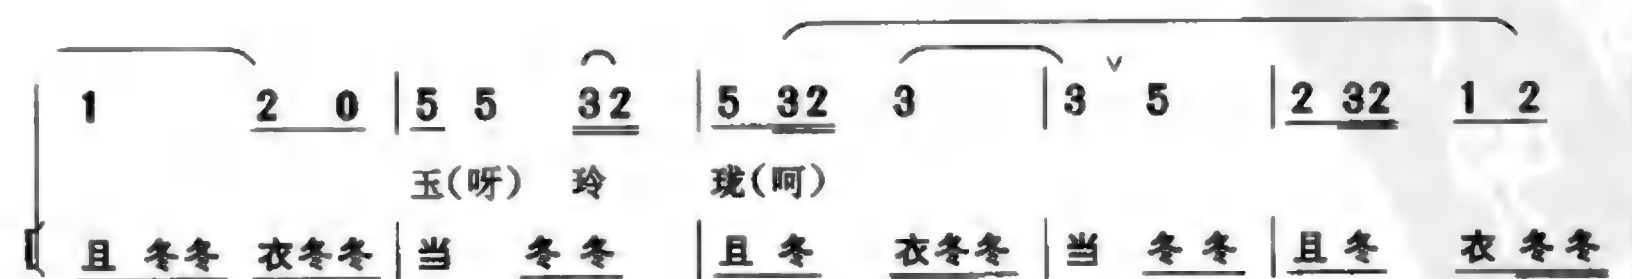 1 2 0 | 5 5 32 | 5 32 3 | 3 5 | 2 32 1 2
玉(呀) 玲 珑(呵)
且 冬冬 衣冬冬 | 当 冬 冬 | 且 冬 衣冬冬 | 当 冬 冬 | 且 冬 衣 冬冬